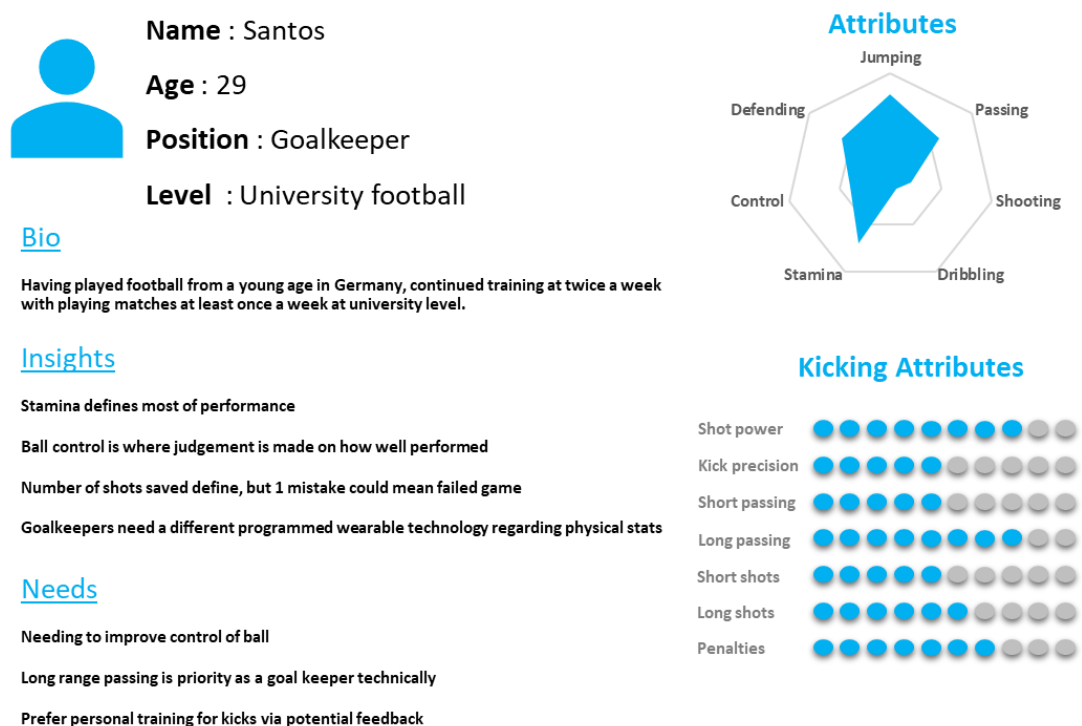 Name : Santos
Age : 29
Position : Goalkeeper
Level : University football
Bio
Having played football from a young age in Germany, continued training at twice a week
with playing matches at least once a week at university level.
Insights
Stamina defines most of performance
Ball control is where judgement is made on how well performed
Number of shots saved define, but 1 mistake could mean failed game
Goalkeepers need a different programmed wearable technology regarding physical stats
Needs
Needing to improve control of ball
Long range passing is priority as a goal keeper technically
Prefer personal training for kicks via potential feedback
Attributes
Jumping
Passing
Shooting
Dribbling
Stamina
Control
Defending
Kicking Attributes
Shot power
Kick precision
Short passing
Long passing
Short shots
Long shots
Penalties